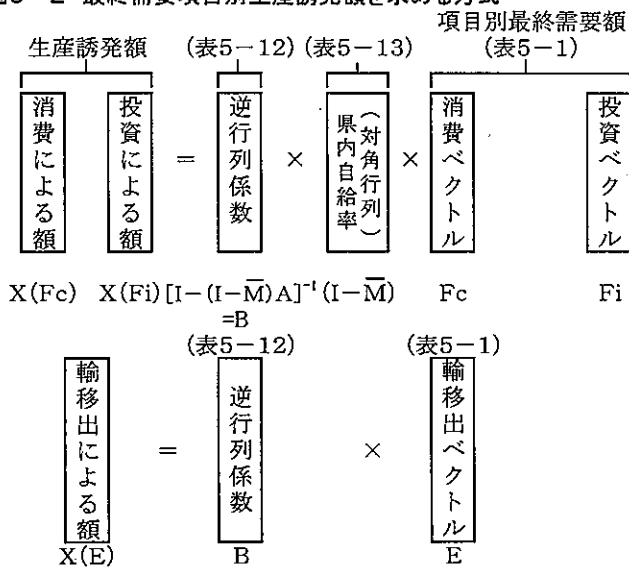 5-2 最終需要項目別生産誘発額を求める方式
項目別最終需要額
生産誘発額 (表5-12) (表5-13) (表5-1)
消費による額
投資による額
=
逆行列係数
×
県内自給率
(対角行列)
×
消費ベクトル
投資ベクトル
X(Fc) X(Fi) [I-(I-M̅)A]⁻¹ (I-M̅) Fc Fi
=B
(表5-12) (表5-1)
輸移出による額
=
逆行列係数
×
輸移出ベクトル
X(E) B E